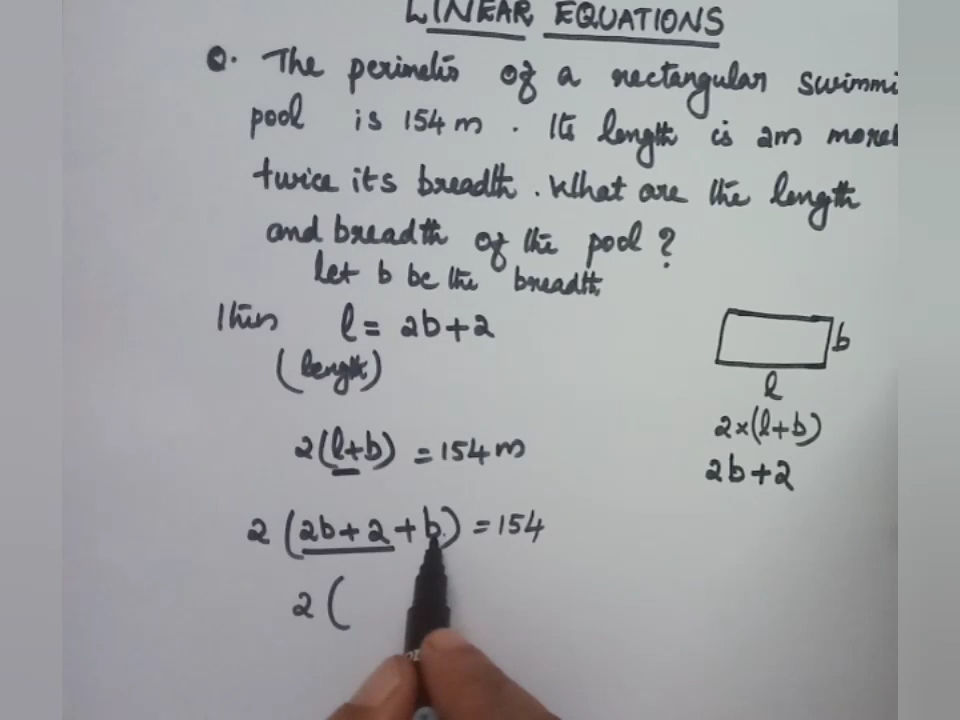 LINEAR EQUATIONS
Q. The perimeter of a rectangular swimmi
pool is 154 m. Its length is 2m more
twice its breadth. What are the length
and breadth of the pool?
let b be the breadth
Then l = 2b+2
(length)
b
l
2×(l+b)
2b+2
2(l+b) = 154 m
2 (2b+2+b) = 154
2 (